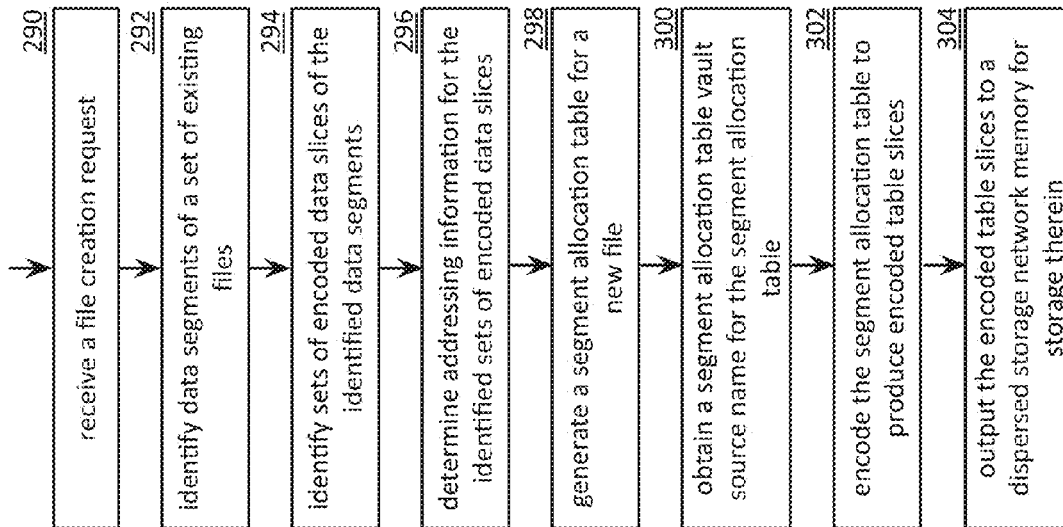 290
receive a file creation request
292
identify data segments of a set of existing
files
294
identify sets of encoded data slices of the
identified data segments
296
determine addressing information for the
identified sets of encoded data slices
298
generate a segment allocation table for a
new file
300
obtain a segment allocation table vault
source name for the segment allocation
table
302
encode the segment allocation table to
produce encoded table slices
304
output the encoded table slices to a
dispersed storage network memory for
storage therein